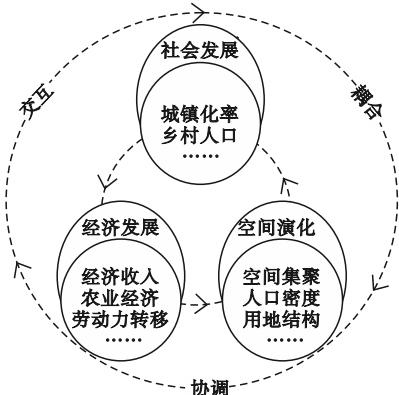 社会发展
交互
耦合
城镇化率
乡村人口
……
经济发展
空间演化
经济收入
农业经济
劳动力转移
……
空间集聚
人口密度
用地结构
……
协调